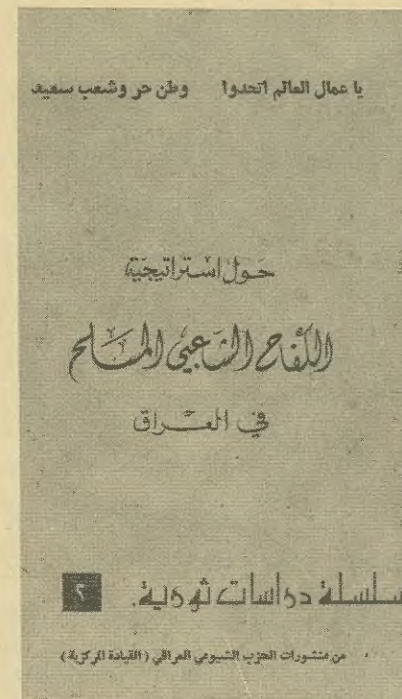 يا عمال العالم اتحدوا وطن حر وشعب سعيد
حول استراتيجية
الكفاح الشعبي المسلح
في العراق
سلسلة دراسات ثورية. ٢
من منشورات الحزب الشيوعي العراقي (القيادة المركزية)